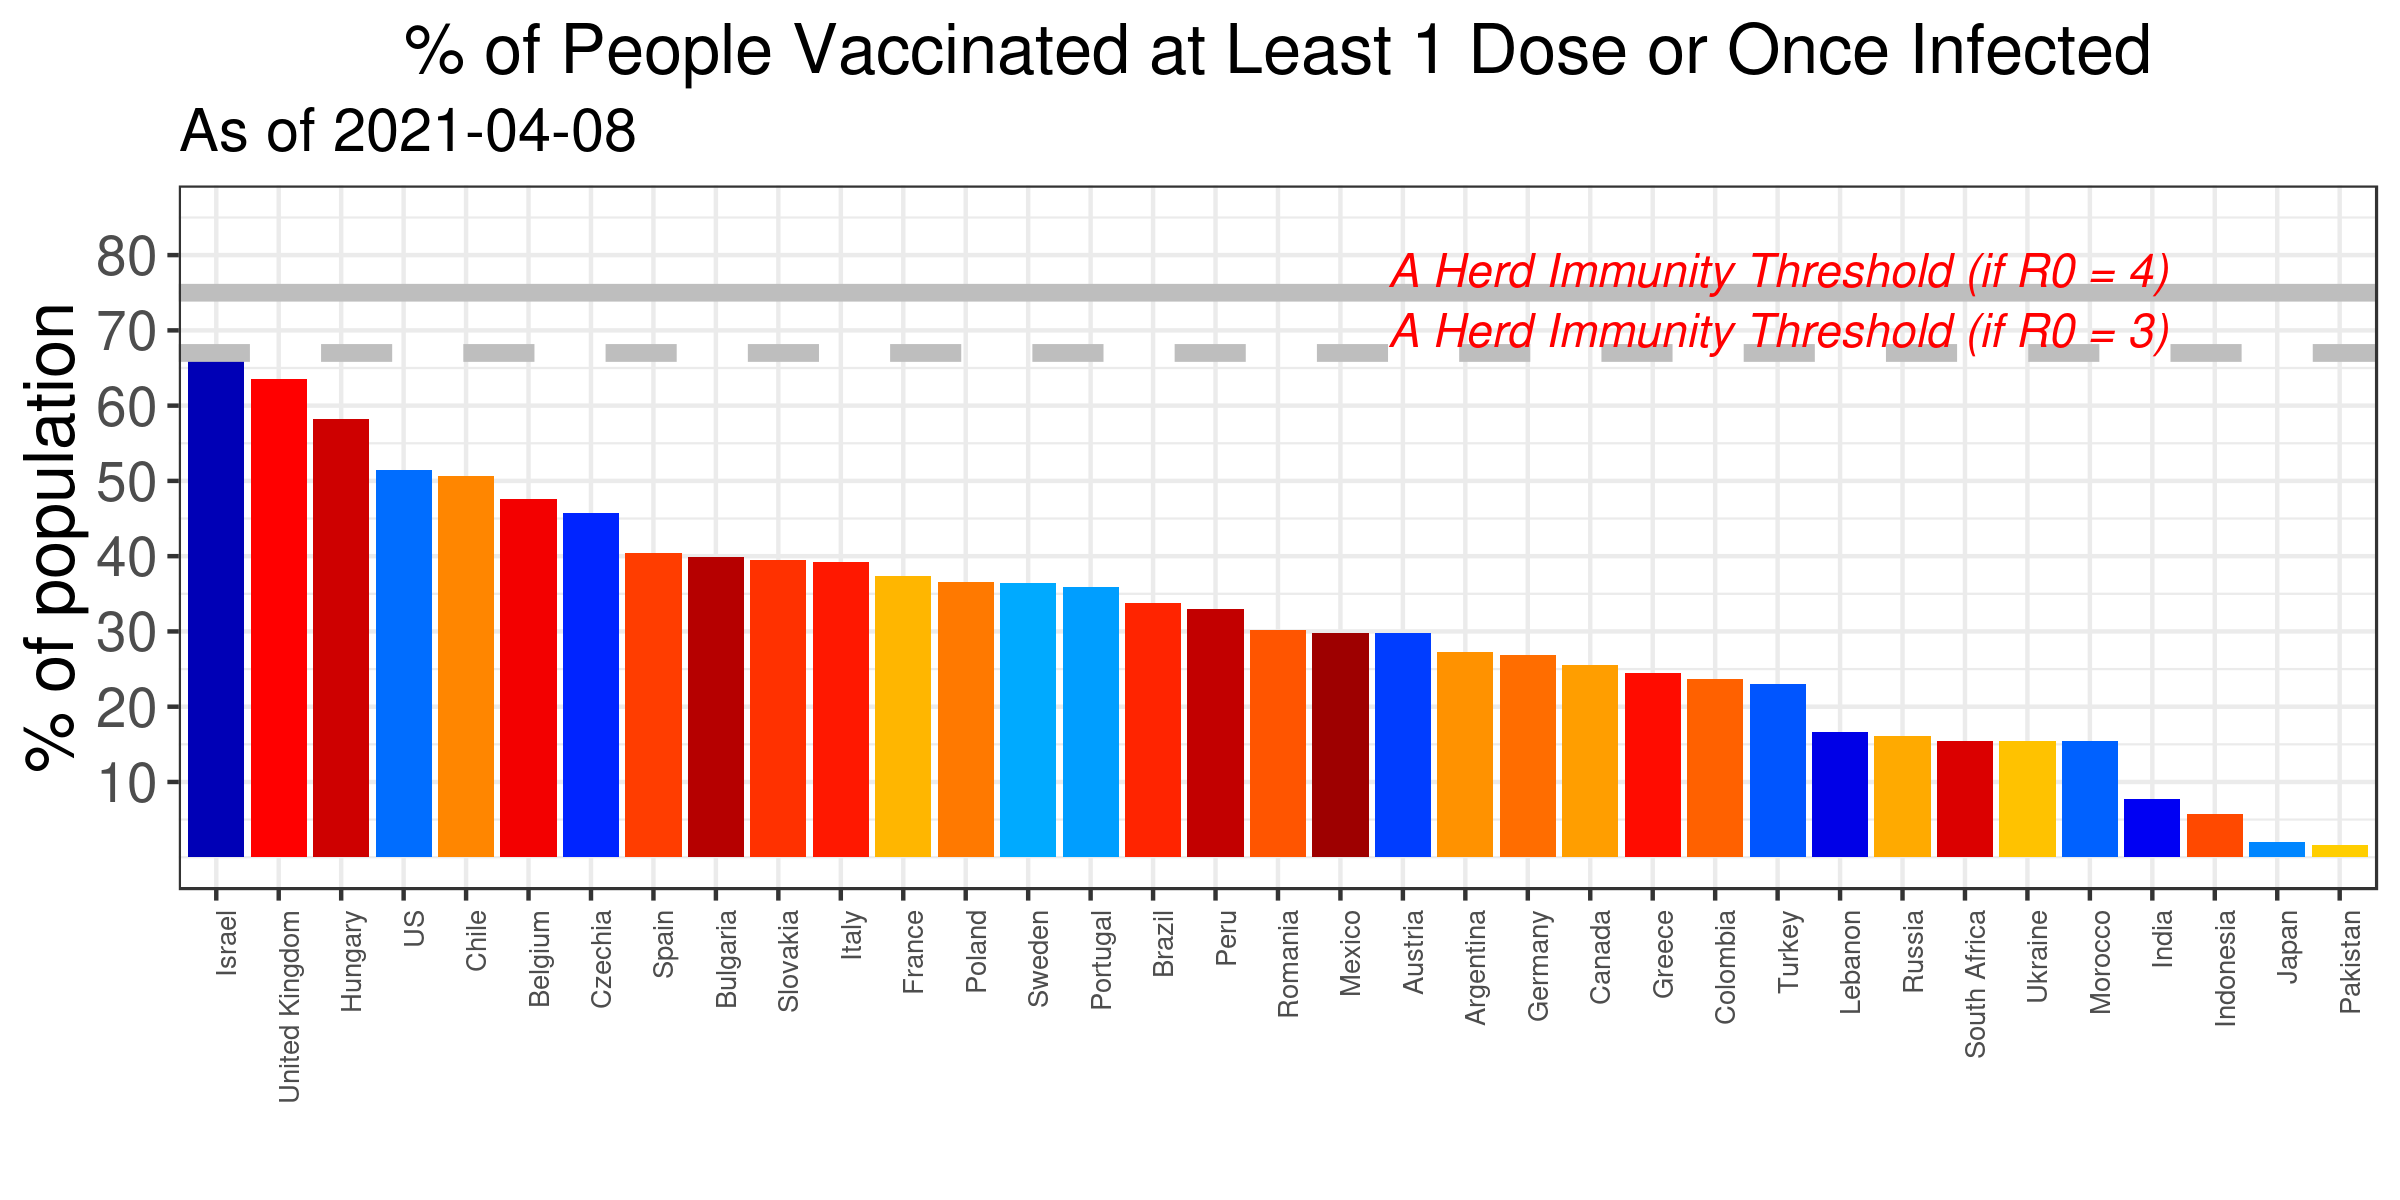 % of People Vaccinated at Least 1 Dose or Once Infected
As of 2021-04-08
% of population
80
70
60
50
40
30
20
10
A Herd Immunity Threshold (if R0 = 4)
A Herd Immunity Threshold (if R0 = 3)
Israel
United Kingdom
Hungary
US
Chile
Belgium
Czechia
Spain
Bulgaria
Slovakia
Italy
France
Poland
Sweden
Portugal
Brazil
Peru
Romania
Mexico
Austria
Argentina
Germany
Canada
Greece
Colombia
Turkey
Lebanon
Russia
South Africa
Ukraine
Morocco
India
Indonesia
Japan
Pakistan